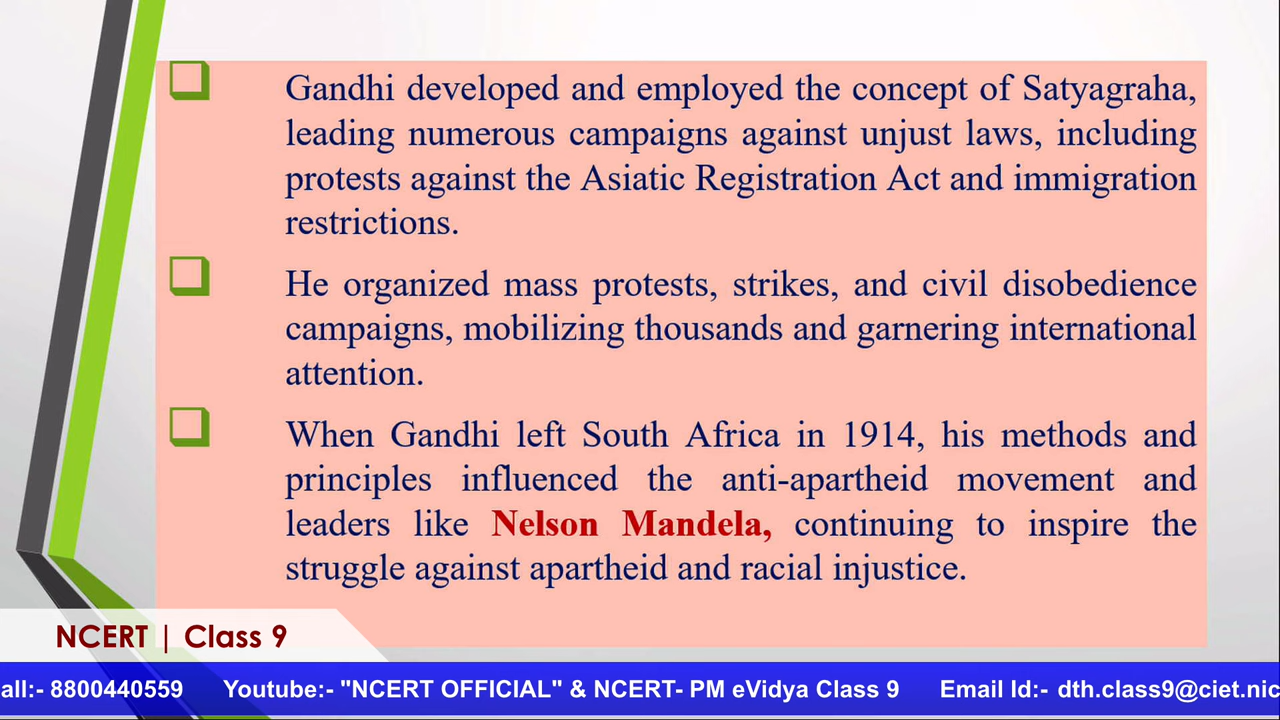 Gandhi developed and employed the concept of Satyagraha,
leading numerous campaigns against unjust laws, including
protests against the Asiatic Registration Act and immigration
restrictions.
He organized mass protests, strikes, and civil disobedience
campaigns, mobilizing thousands and garnering international
attention.
When Gandhi left South Africa in 1914, his methods and
principles influenced the anti-apartheid movement and
leaders like Nelson Mandela, continuing to inspire the
struggle against apartheid and racial injustice.
NCERT | Class 9
all:- 8800440559 Youtube:- "NCERT OFFICIAL" & NCERT- PM eVidya Class 9 Email Id:- dth.class9@ciet.nic